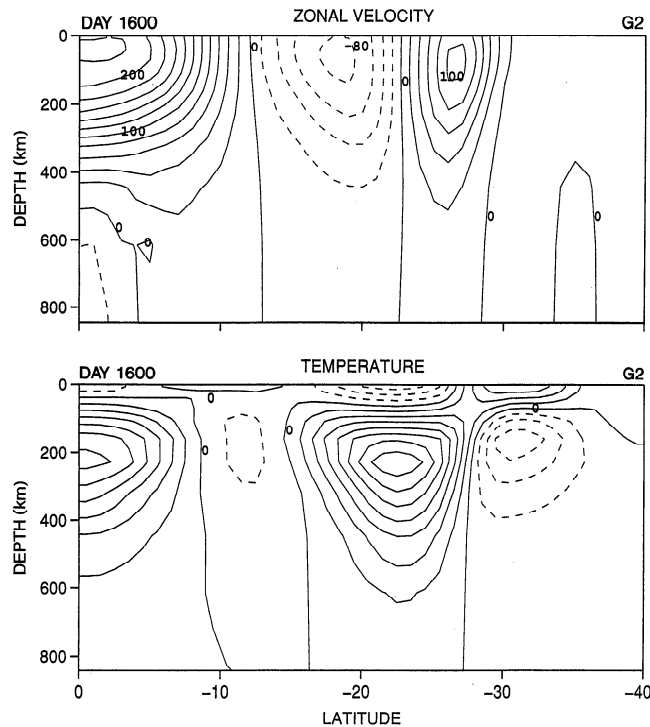 DAY 1600 ZONAL VELOCITY G2
0 0 -80
200 100 0
200
100
400
0 0 0
600 0
800
DEPTH (km)
DAY 1600 TEMPERATURE G2
0
0 0
0
200 0
400
600
800
DEPTH (km)
0 -10 -20 -30 -40
LATITUDE